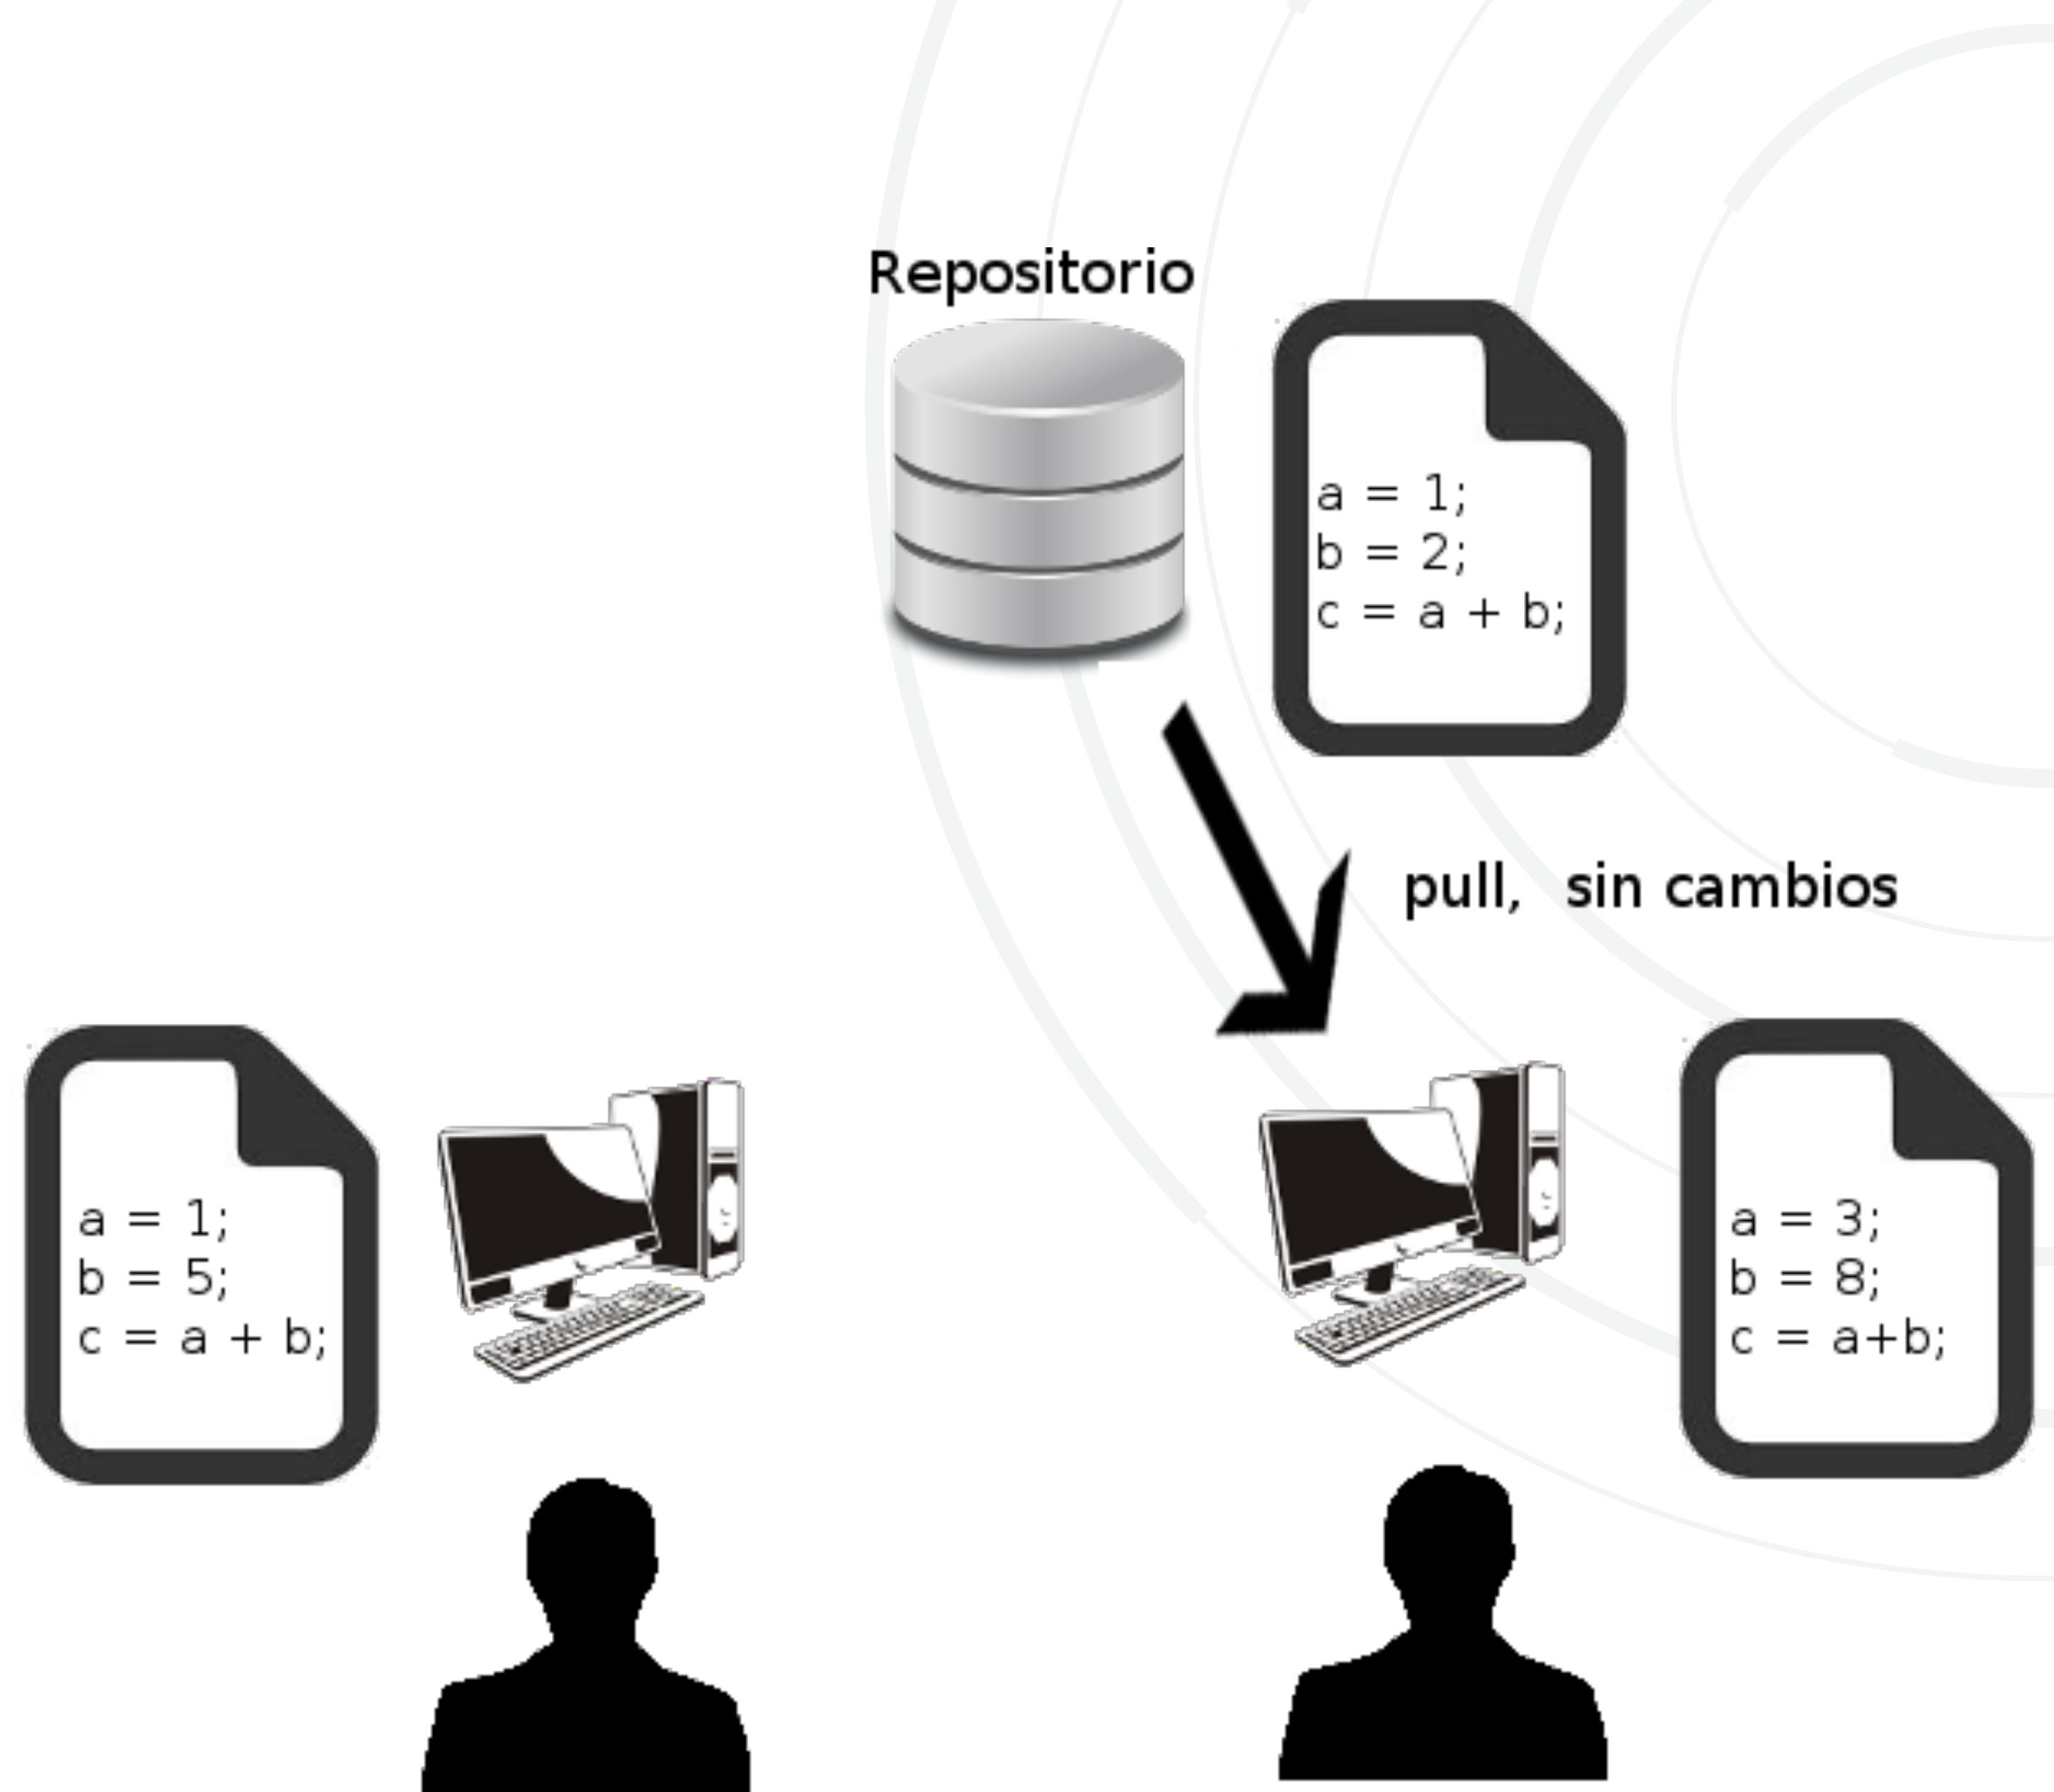 Repositorio
a = 1;
b = 2;
c = a + b;
pull, sin cambios
a = 1;
b = 5;
c = a + b;
a = 3;
b = 8;
c = a+b;